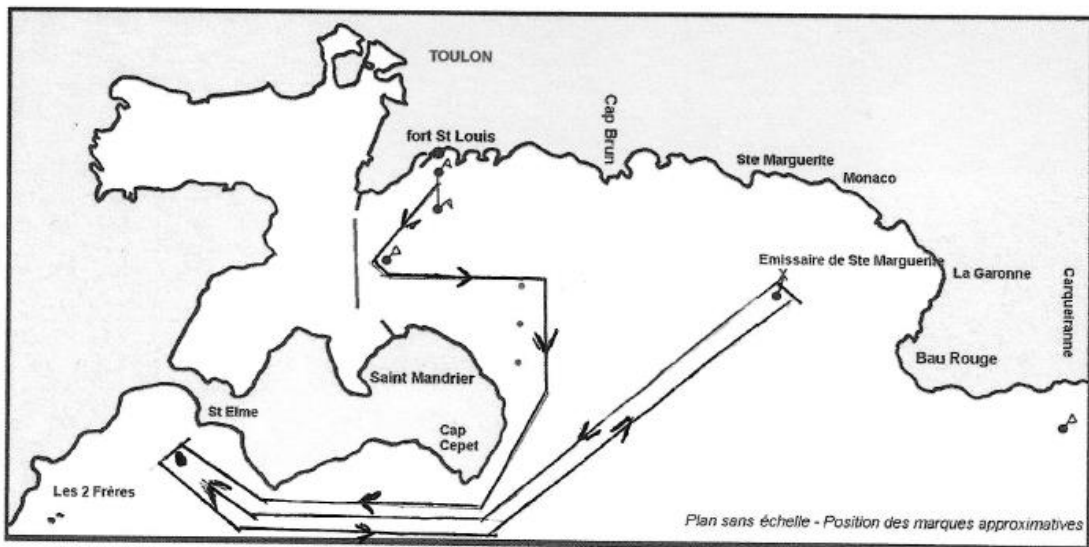 TOULON
fort St Louis
Cap Brun
Ste Marguerite
Monaco
Emissaire de Ste Marguerite
La Garonne
Carqueiranne
Bau Rouge
Saint Mandrier
St Elme
Cap
Cepet
Les 2 Frères
Plan sans échelle - Position des marques approximatives